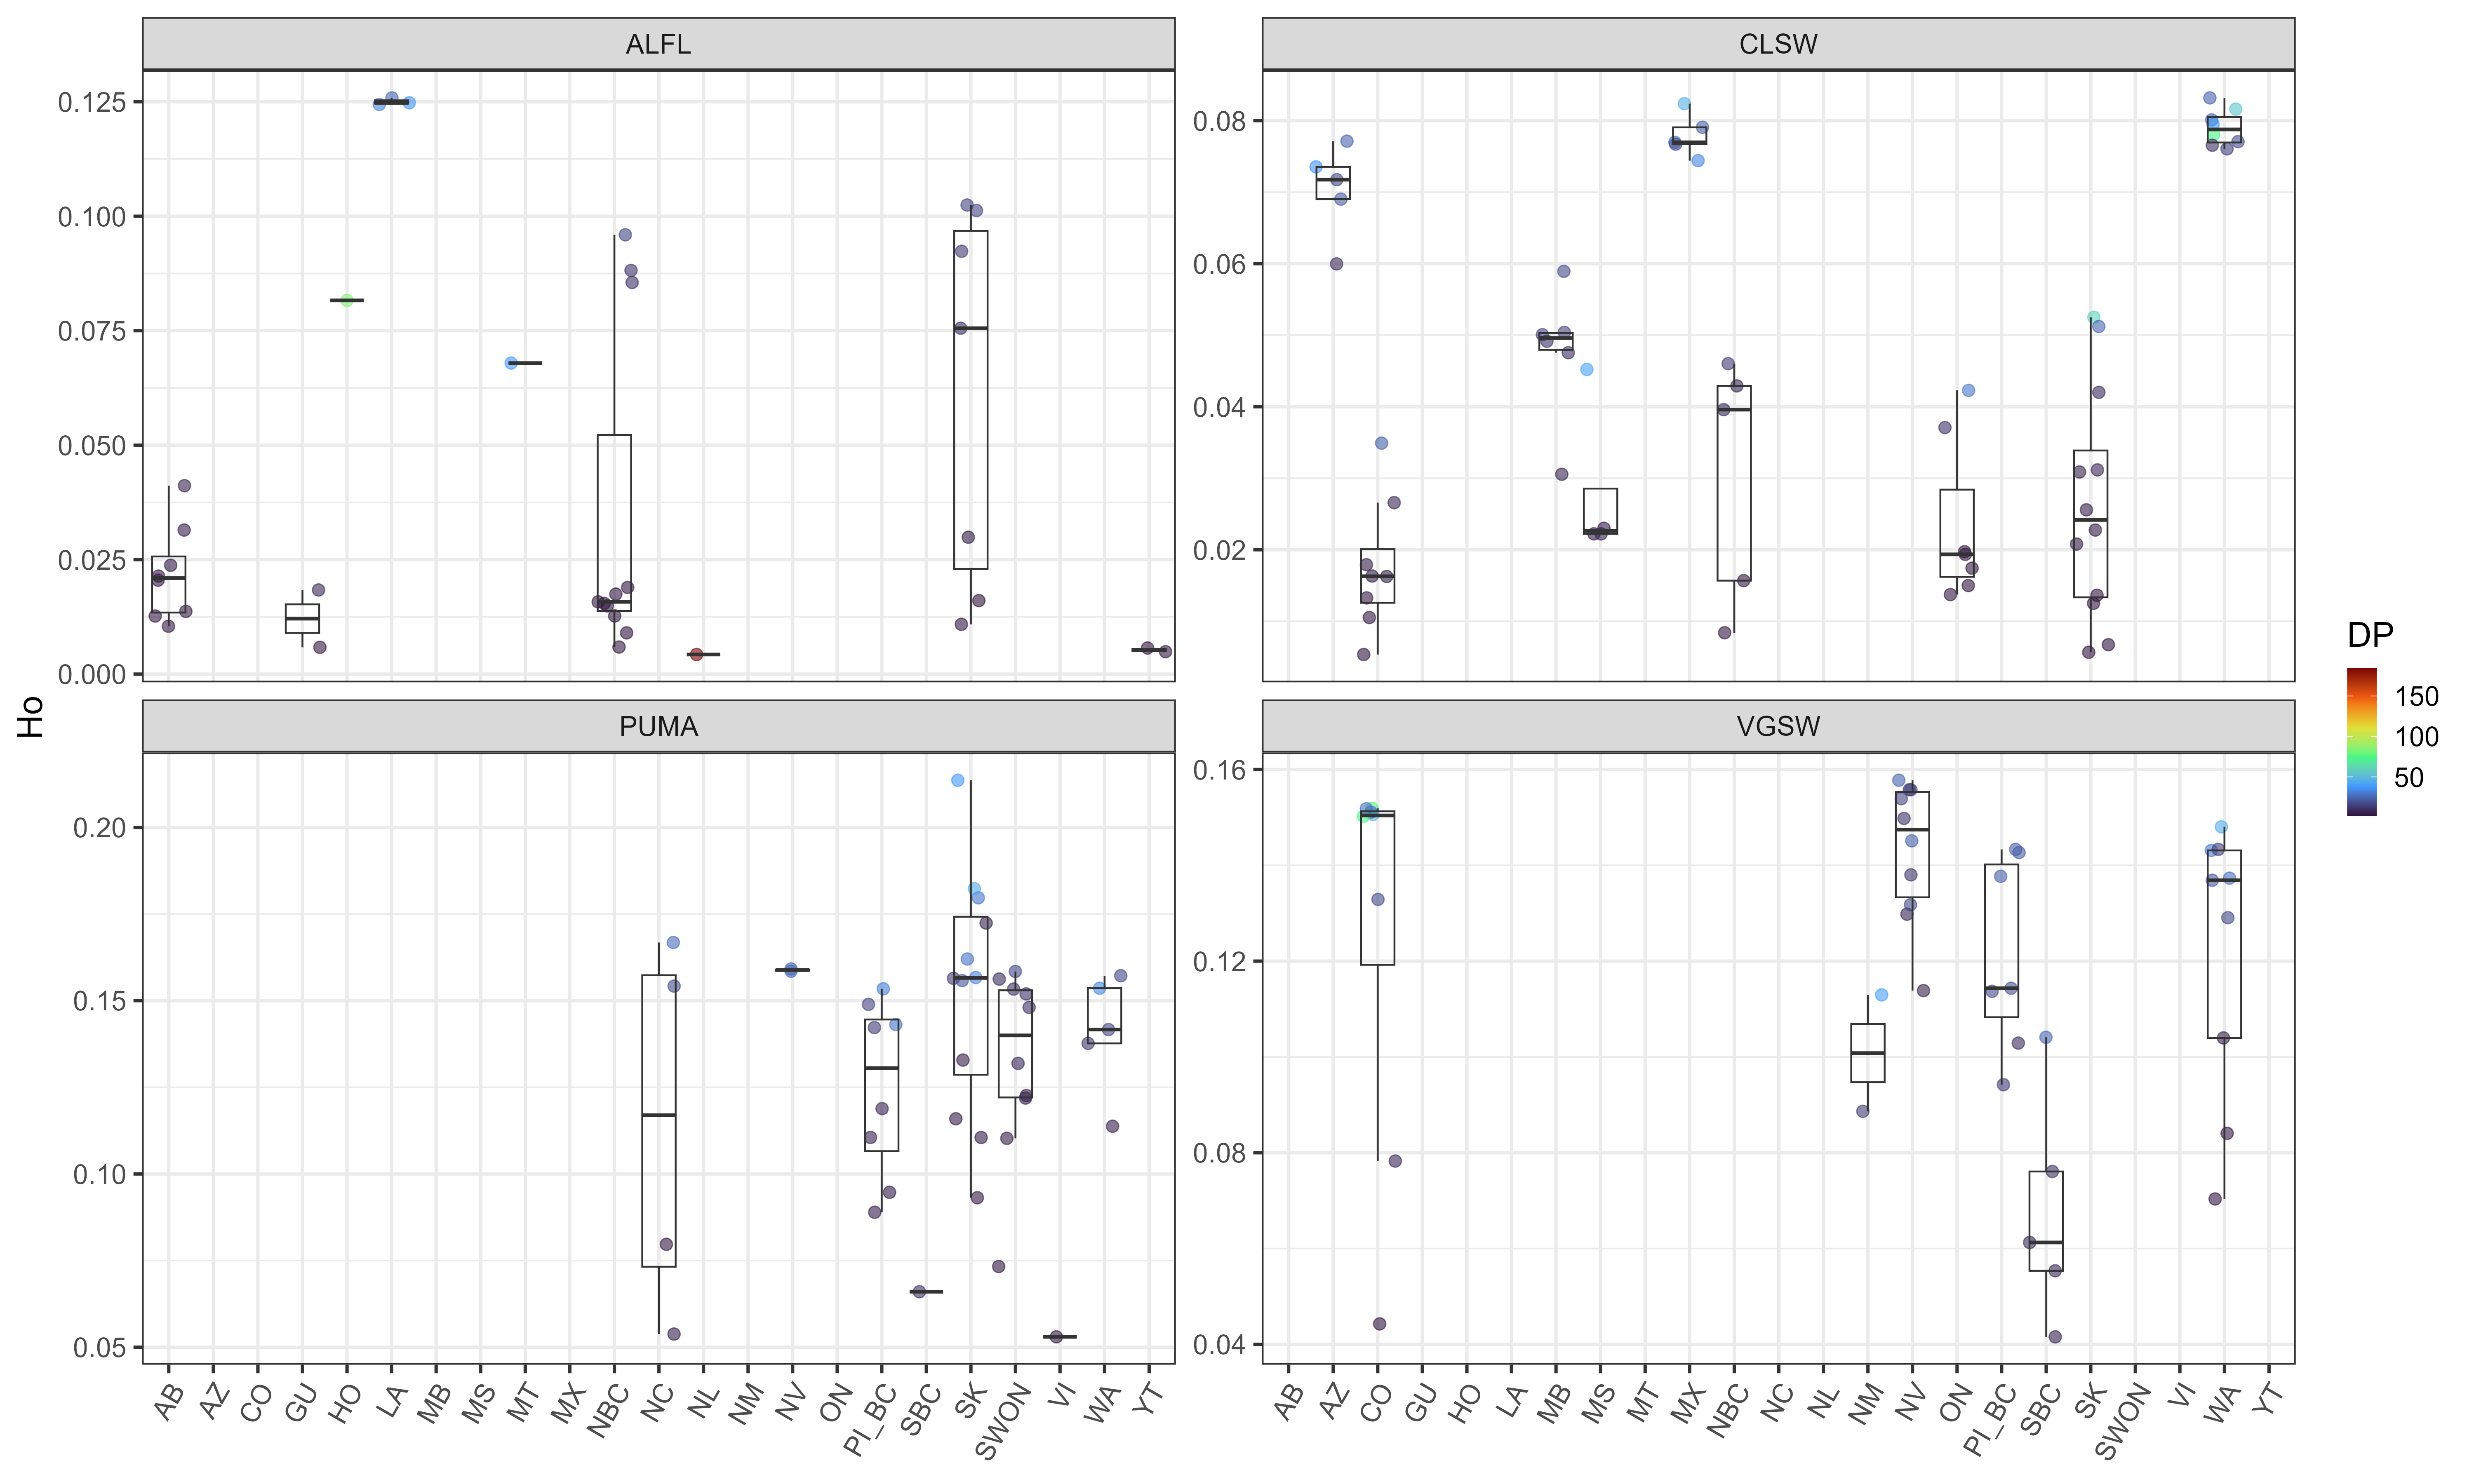 ALFL
CLSW
0.125
0.100
0.075
0.050
0.025
0.000
0.08
0.06
0.04
0.02
Ho
PUMA
VGSW
0.20
0.15
0.10
0.05
0.16
0.12
0.08
0.04
AB AZ CO GU HO LA MB MS MT MX NBC NC NL NM NV ON PI_BC SBC SK SWON VI WA YT
AB AZ CO GU HO LA MB MS MT MX NBC NC NL NM NV ON PI_BC SBC SK SWON VI WA YT
DP
150
100
50